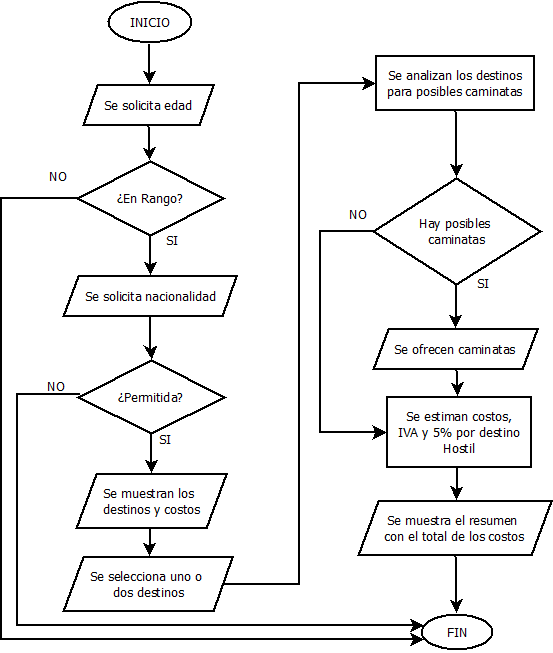 INICIO
Se solicita edad
¿En Rango?
NO
SI
Se solicita nacionalidad
¿Permitida?
NO
SI
Se muestran los
destinos y costos
Se selecciona uno o
dos destinos
Se analizan los destinos
para posibles caminatas
Hay posibles
caminatas
NO
SI
Se ofrecen caminatas
Se estiman costos,
IVA y 5% por destino
Hostil
Se muestra el resumen
con el total de los costos
FIN